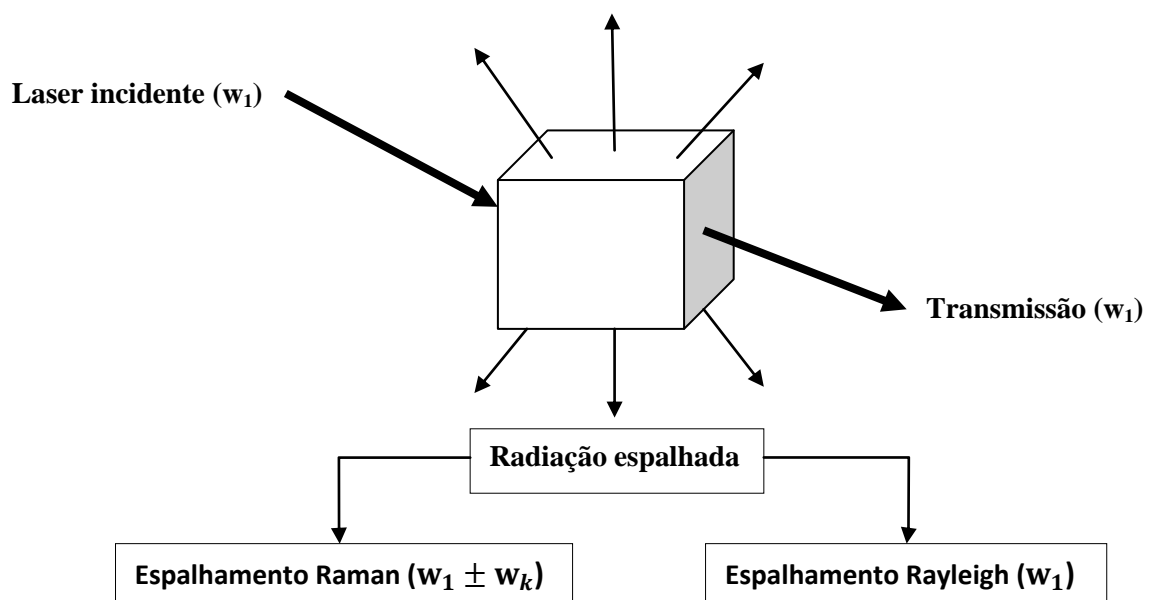 Laser incidente (w₁)
Transmissão (w₁)
Radiação espalhada
Espalhamento Raman (w₁ ± w𝑘)
Espalhamento Rayleigh (w₁)